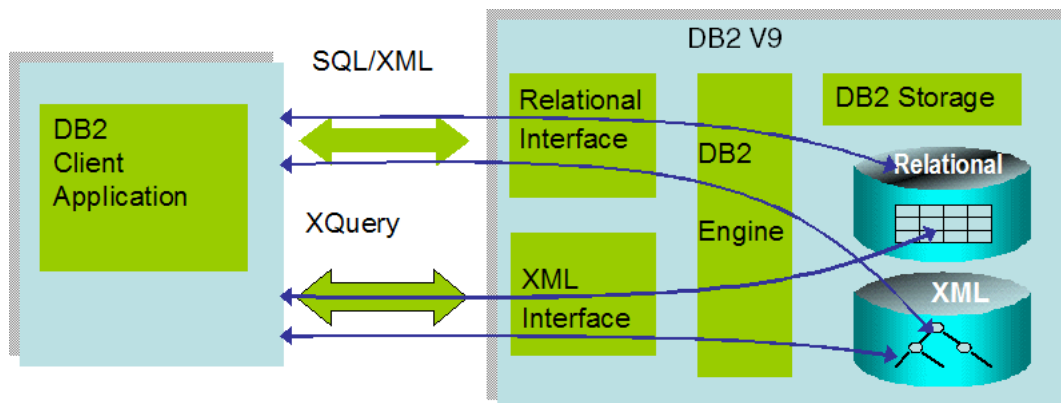 DB2 V9
SQL/XML
DB2
Client
Application
Relational
Interface
DB2
Engine
DB2 Storage
Relational
XQuery
XML
Interface
XML